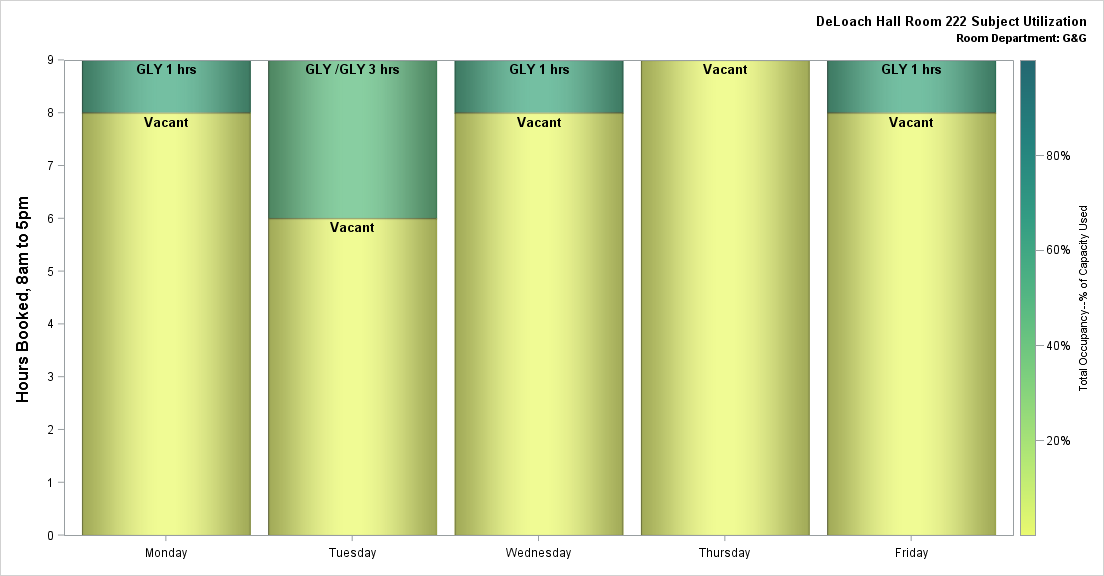 DeLoach Hall Room 222 Subject Utilization
Room Department: G&G
Hours Booked, 8am to 5pm
9
8
7
6
5
4
3
2
1
0
GLY 1 hrs
Vacant
GLY /GLY 3 hrs
Vacant
GLY 1 hrs
Vacant
Vacant
GLY 1 hrs
Vacant
Monday
Tuesday
Wednesday
Thursday
Friday
80%
60%
40%
20%
Total Occupancy--% of Capacity Used